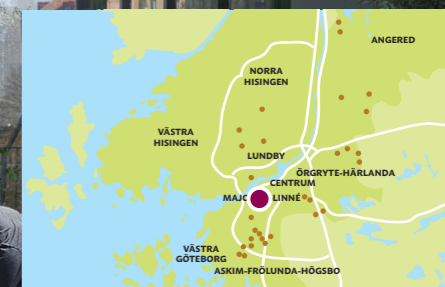 ANGERED
NORRA
HISINGEN
VÄSTRA
HISINGEN
LUNDBY
ÖRGRYTE-HÄRLANDA
CENTRUM
MAJO LINNÉ
VÄSTRA
GÖTEBORG
ASKIM-FRÖLUNDA-HÖGSBO